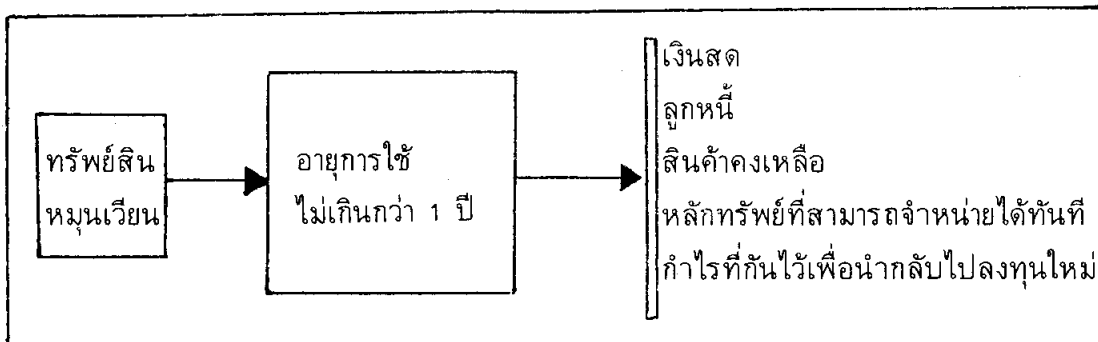 ทรัพย์สิน
หมุนเวียน
อายุการใช้
ไม่เกินกว่า 1 ปี
เงินสด
ลูกหนี้
สินค้าคงเหลือ
หลักทรัพย์ที่สามารถจำหน่ายได้ทันที
กำไรที่กันไว้เพื่อนำกลับไปลงทุนใหม่